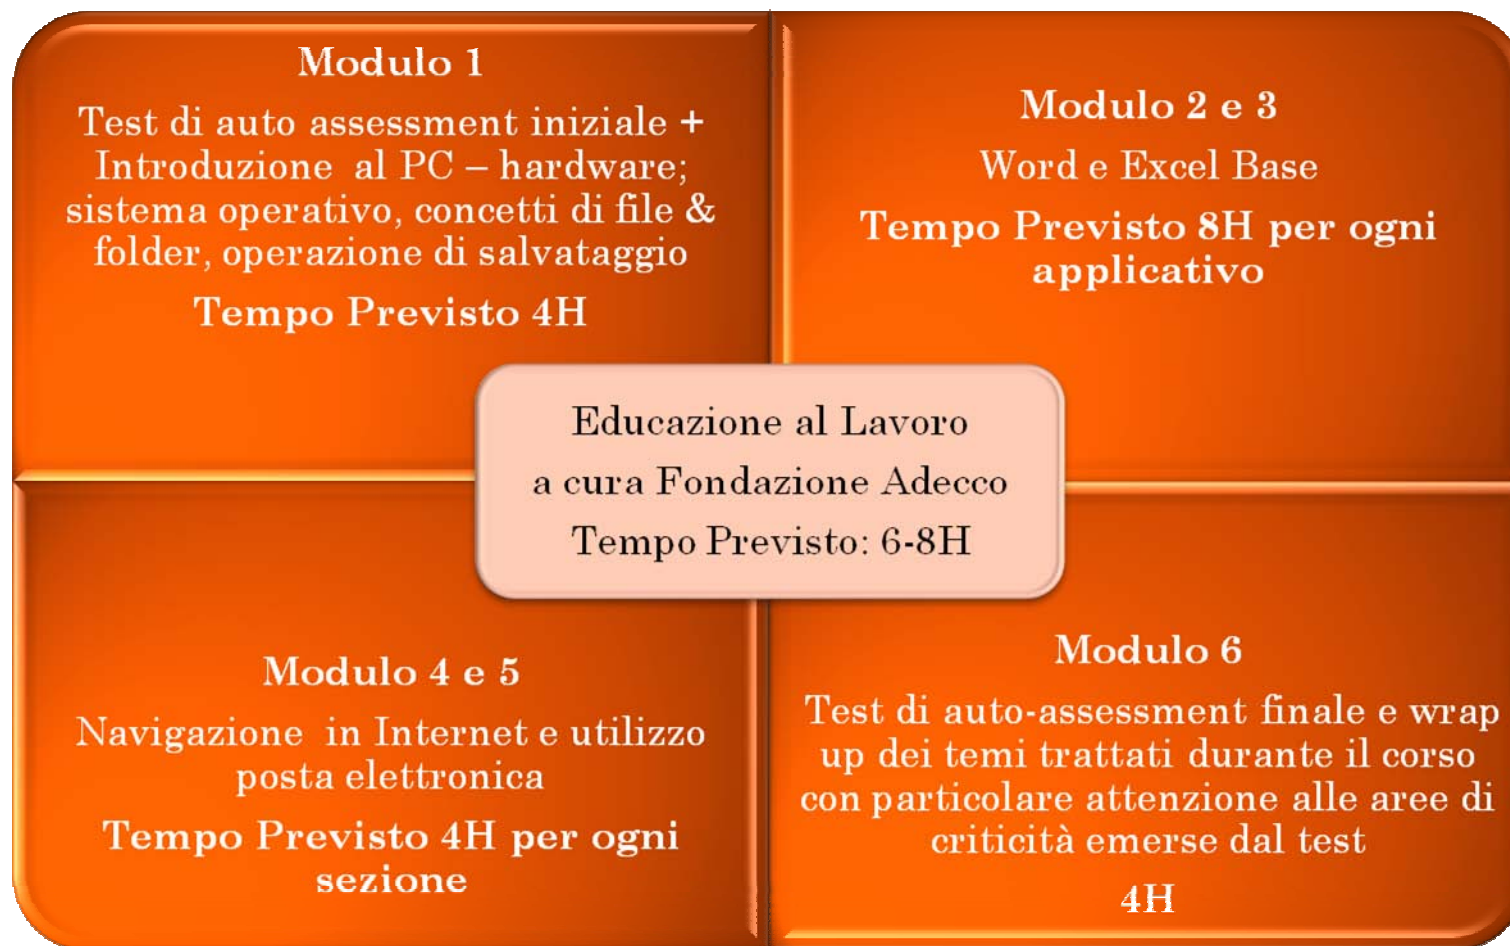 Modulo 1
Test di auto assessment iniziale +
Introduzione al PC – hardware;
sistema operativo, concetti di file &
folder, operazione di salvataggio
Tempo Previsto 4H
Modulo 2 e 3
Word e Excel Base
Tempo Previsto 8H per ogni
applicativo
Educazione al Lavoro
a cura Fondazione Adecco
Tempo Previsto: 6-8H
Modulo 4 e 5
Navigazione in Internet e utilizzo
posta elettronica
Tempo Previsto 4H per ogni
sezione
Modulo 6
Test di auto-assessment finale e wrap
up dei temi trattati durante il corso
con particolare attenzione alle aree di
criticità emerse dal test
4H